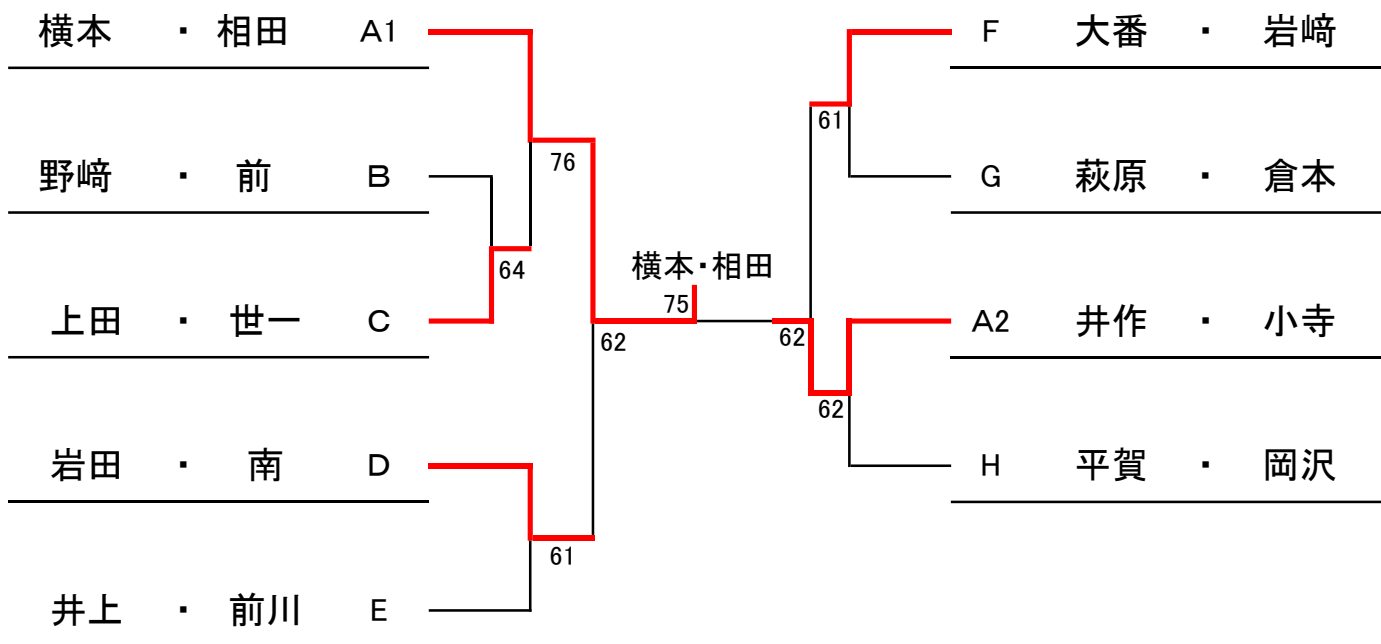 横本 ・ 相田 A1
野﨑 ・ 前 B
上田 ・ 世一 C
岩田 ・ 南 D
井上 ・ 前川 E
76
64
62
61
横本・相田
75
61
62
62
F 大番 ・ 岩﨑
G 萩原 ・ 倉本
A2 井作 ・ 小寺
H 平賀 ・ 岡沢